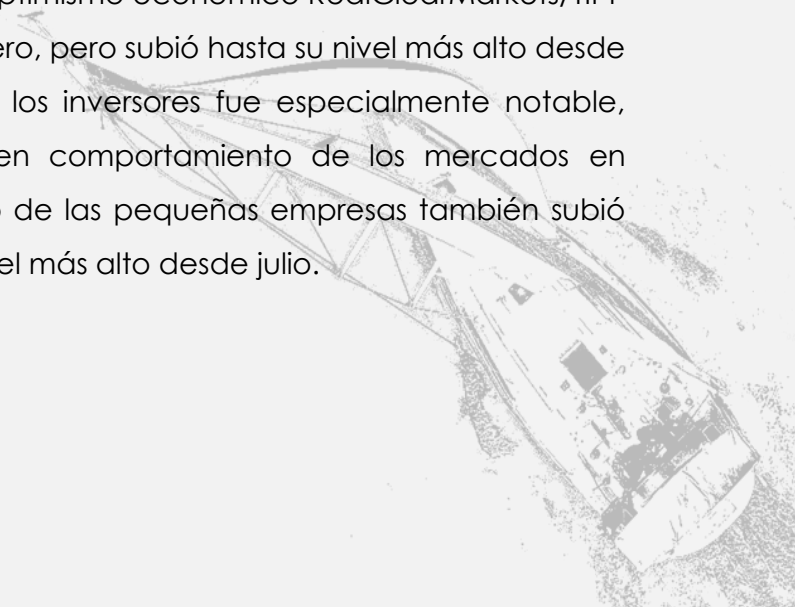 optimismo económico RealClearMarkets/TIPP
ero, pero subió hasta su nivel más alto desde
los inversores fue especialmente notable,
en comportamiento de los mercados en
de las pequeñas empresas también subió
el más alto desde julio.